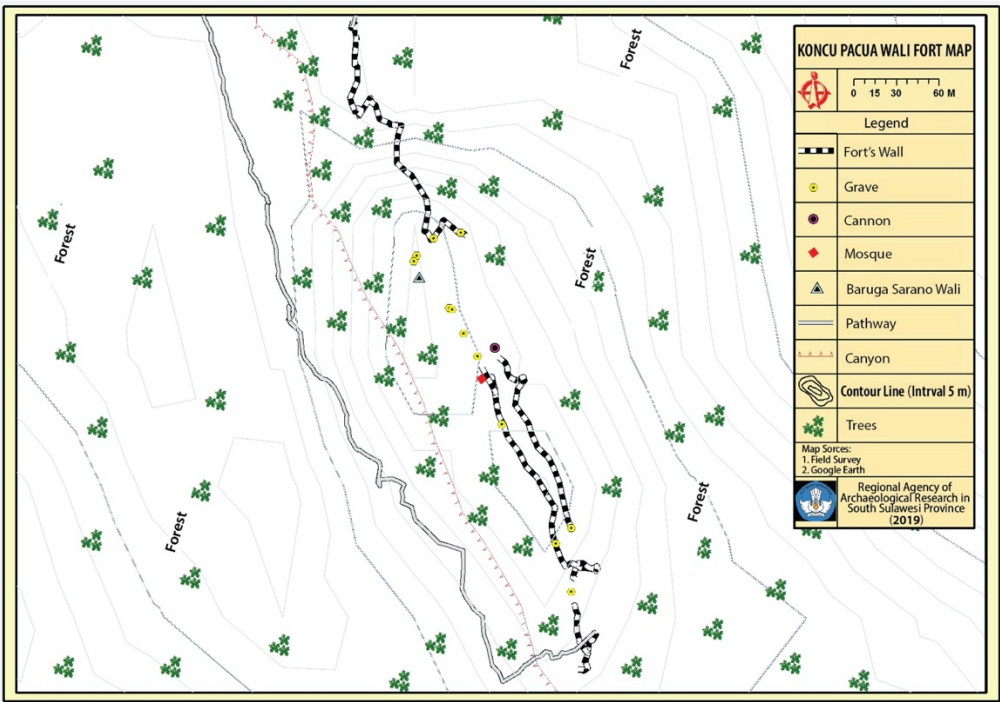 Forest
Forest
Forest
Forest
Forest
KONCU PACUA WALI FORT MAP
0 15 30 60 M
Legend
Fort's Wall
Grave
Cannon
Mosque
Baruga Sarano Wali
Pathway
Canyon
Contour Line (Intrval 5 m)
Trees
Map Sorces:
1. Field Survey
2. Google Earth
Regional Agency of
Archaeological Research in
South Sulawesi Province
(2019)